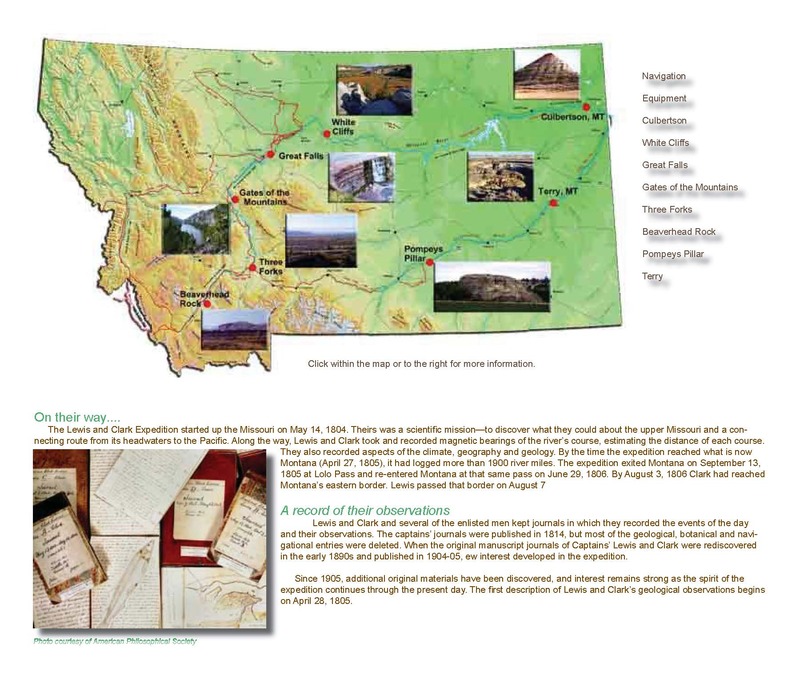 Navigation
Equipment
Culbertson
White Cliffs
Great Falls
Gates of the Mountains
Three Forks
Beaverhead Rock
Pompeys Pillar
Terry
White
Cliffs
Culbertson, MT
Great Falls
Gates of the
Mountains
Terry, MT
Three
Forks
Pompeys
Pillar
Beaverhead
Rock
Click within the map or to the right for more information.
On their way....
The Lewis and Clark Expedition started up the Missouri on May 14, 1804. Theirs was a scientific mission—to discover what they could about the upper Missouri and a con-
necting route from its headwaters to the Pacific. Along the way, Lewis and Clark took and recorded magnetic bearings of the river's course, estimating the distance of each course.
They also recorded aspects of the climate, geography and geology. By the time the expedition reached what is now
Montana (April 27, 1805), it had logged more than 1900 river miles. The expedition exited Montana on September 13,
1805 at Lolo Pass and re-entered Montana at that same pass on June 29, 1806. By August 3, 1806 Clark had reached
Montana's eastern border. Lewis passed that border on August 7
A record of their observations
Lewis and Clark and several of the enlisted men kept journals in which they recorded the events of the day
and their observations. The captains' journals were published in 1814, but most of the geological, botanical and navi-
gational entries were deleted. When the original manuscript journals of Captains' Lewis and Clark were rediscovered
in the early 1890s and published in 1904-05, ew interest developed in the expedition.
Since 1905, additional original materials have been discovered, and interest remains strong as the spirit of the
expedition continues through the present day. The first description of Lewis and Clark's geological observations begins
on April 28, 1805.
Photo courtesy of American Philosophical Society